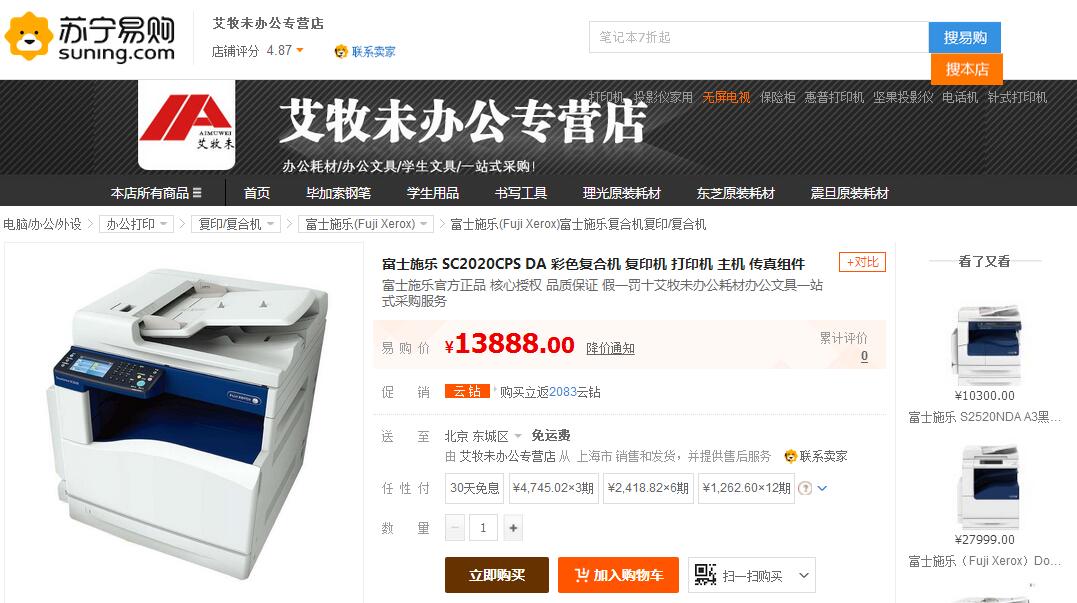 苏宁易购
suning.com
艾牧未办公专营店
店铺评分 4.87
联系卖家
笔记本7折起
搜易购
搜本店
打印机 投影仪家用 无屏电视 保险柜 惠普打印机 坚果投影仪 电话机 针式打印机
AIMUWEI
艾牧未
艾牧未办公专营店
办公耗材/办公文具/学生文具/一站式采购!
本店所有商品 首页 毕加索钢笔 学生用品 书写工具 理光原装耗材 东芝原装耗材 震旦原装耗材
电脑/办公/外设 办公打印 复印/复合机 富士施乐(Fuji Xerox) 富士施乐(Fuji Xerox)富士施乐复合机复印/复合机
富士施乐 SC2020CPS DA 彩色复合机 复印机 打印机 主机 传真组件
+对比
富士施乐官方正品 核心授权 品质保证 假一罚十艾牧未办公耗材办公文具一站
式采购服务
易购价 ¥13888.00 降价通知
累计评价
0
促销 云钻 购买立返2083云钻
送至 北京 东城区 免运费
由 艾牧未办公专营店 从 上海市 销售和发货，并提供售后服务 联系卖家
任性付 30天免息 ¥4,745.02×3期 ¥2,418.82×6期 ¥1,262.60×12期 ?
数量 － 1 +
立即购买 加入购物车 扫一扫购买
看了又看
¥10300.00
富士施乐 S2520NDA A3黑…
¥27999.00
富士施乐（Fuji Xerox）Do…